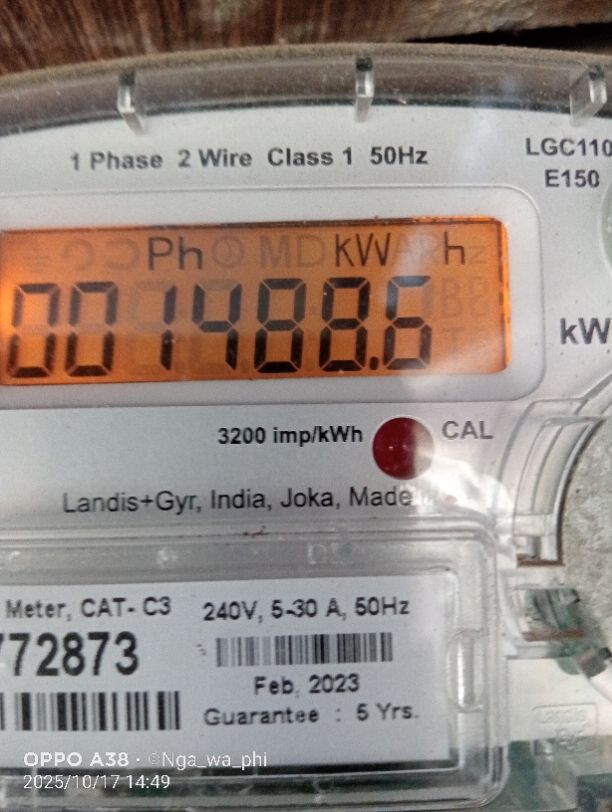 1 Phase 2 Wire Class 1 50Hz
LGC110
E150
Ph MD kW h
001488.6
kW
3200 imp/kWh
CAL
Landis+Gyr, India, Joka, Made
Meter, CAT- C3
240V, 5-30 A, 50Hz
772873
Feb, 2023
Guarantee : 5 Yrs.
OPPO A38 · ©Nga_wa_phi
2025/10/17 14:49